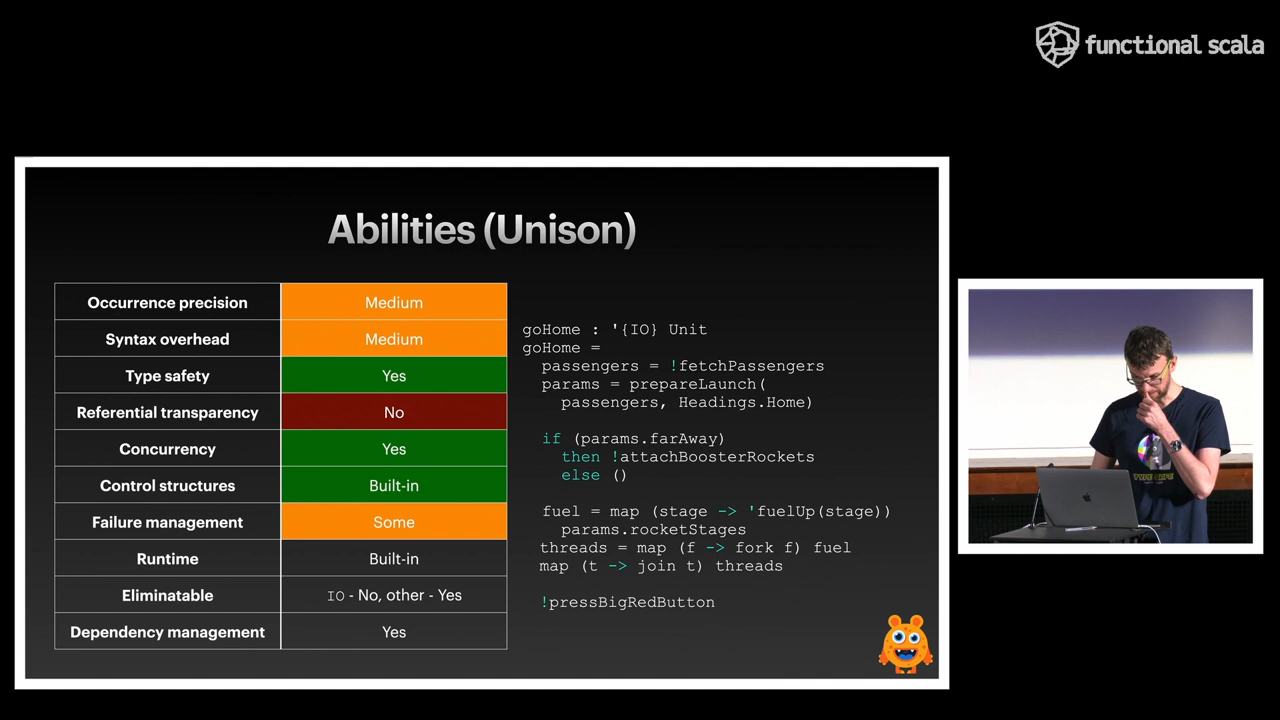 functional scala
Abilities (Unison)
Occurrence precision Medium
Syntax overhead Medium
Type safety Yes
Referential transparency No
Concurrency Yes
Control structures Built-in
Failure management Some
Runtime Built-in
Eliminatable IO - No, other - Yes
Dependency management Yes
goHome : '{IO} Unit
goHome =
passengers = !fetchPassengers
params = prepareLaunch(
passengers, Headings.Home)
if (params.farAway)
then !attachBoosterRockets
else ()
fuel = map (stage -> 'fuelUp(stage))
params.rocketStages
threads = map (f -> fork f) fuel
map (t -> join t) threads
!pressBigRedButton